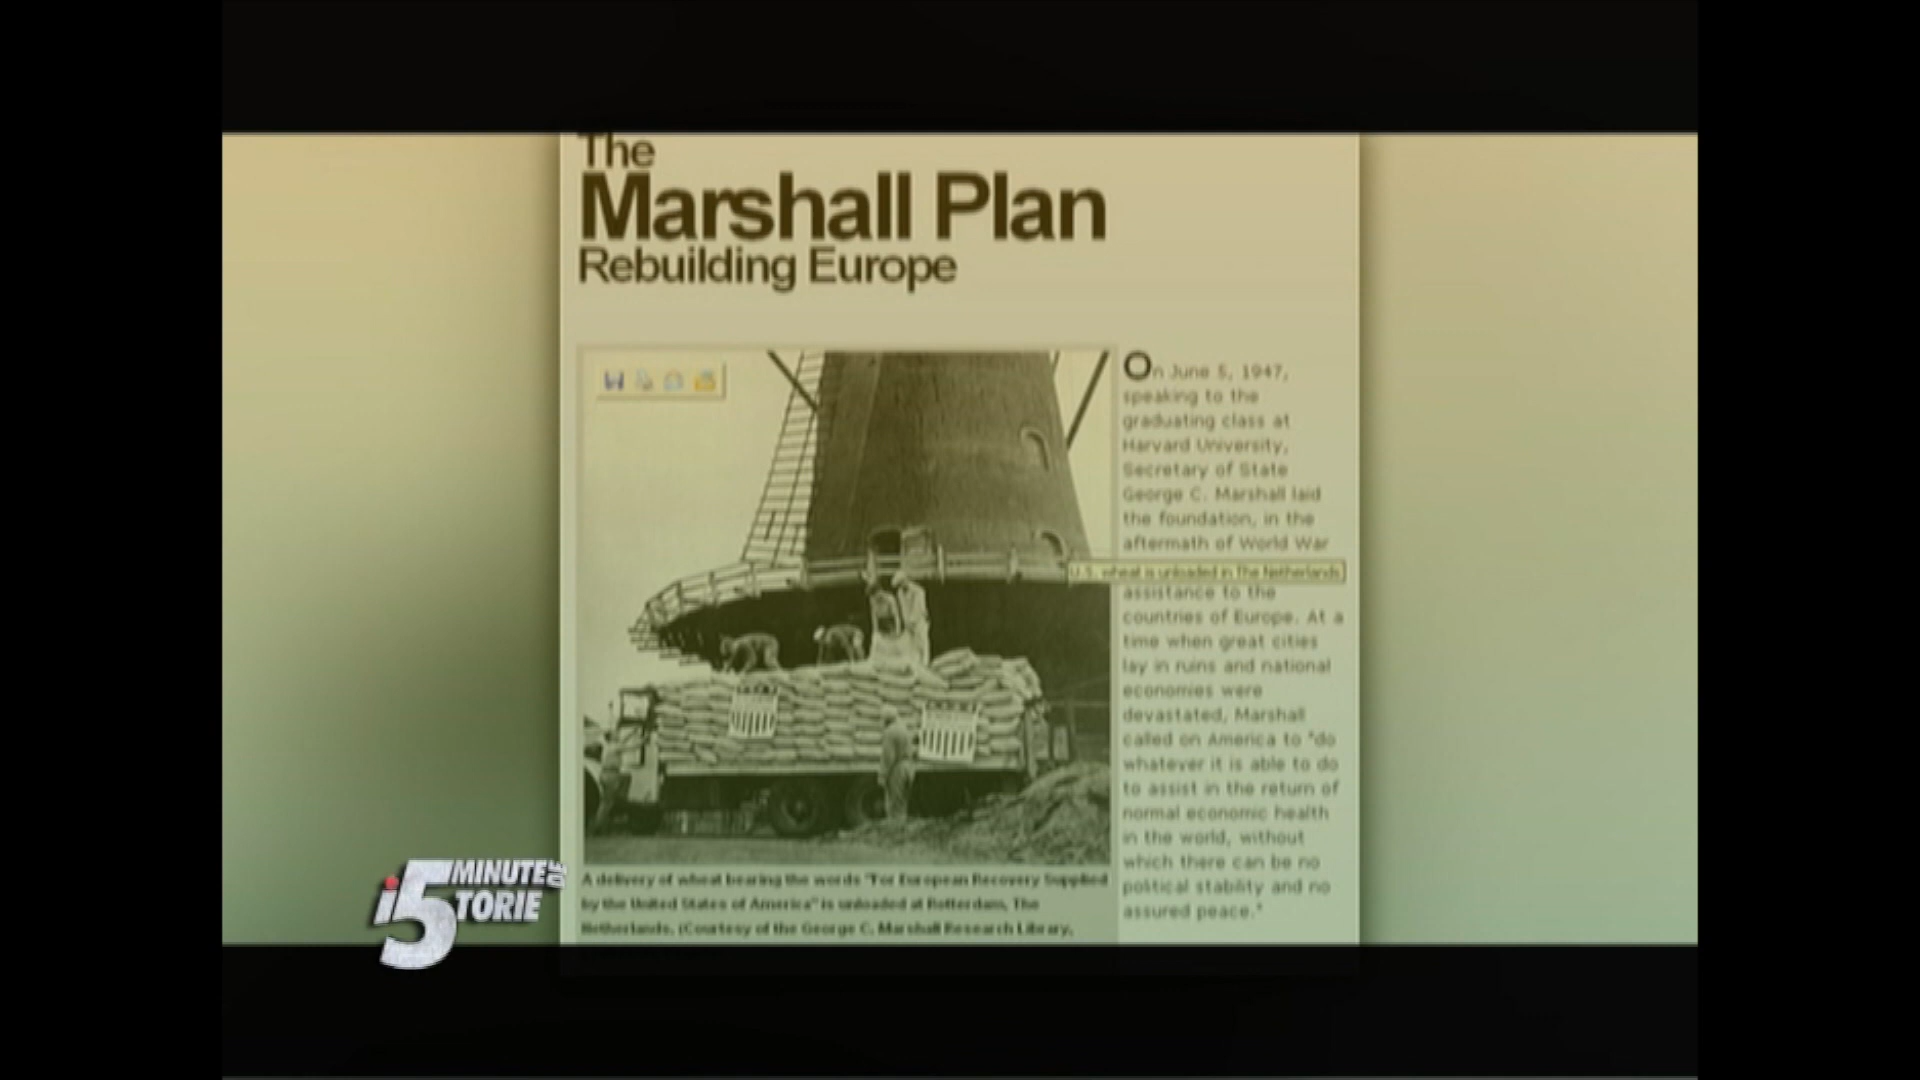 The
Marshall Plan
Rebuilding Europe
On June 5, 1947,
speaking to the
graduating class at
Harvard University,
Secretary of State
George C. Marshall laid
the foundation, in the
aftermath of World War
U.S. wheat is unloaded in The Netherlands
assistance to the
countries of Europe. At a
time when great cities
lay in ruins and national
economies were
devastated, Marshall
called on America to "do
whatever it is able to do
to assist in the return of
normal economic health
in the world, without
which there can be no
political stability and no
assured peace."
A delivery of wheat bearing the words "For European Recovery Supplied
by the United States of America" is unloaded at Rotterdam, The
Netherlands. (Courtesy of the George C. Marshall Research Library,
5 MINUTE DE
iSTORIE